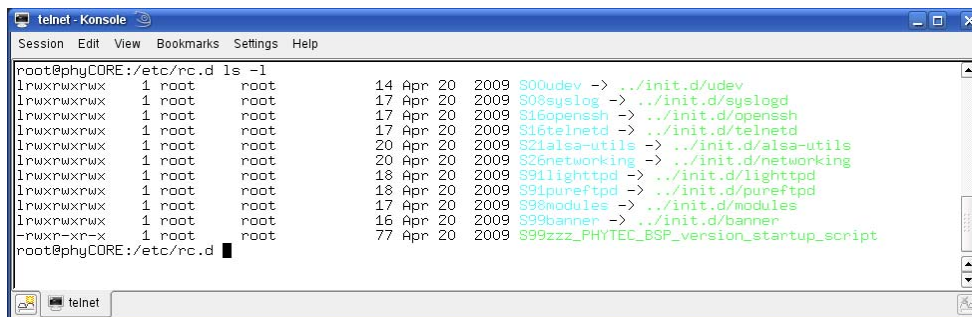 telnet - Konsole
Session Edit View Bookmarks Settings Help
root@phyCORE:/etc/rc.d ls -l
lrwxrwxrwx 1 root root 14 Apr 20 2009 S00udev -> ../init.d/udev
lrwxrwxrwx 1 root root 17 Apr 20 2009 S08syslog -> ../init.d/syslogd
lrwxrwxrwx 1 root root 17 Apr 20 2009 S16openssh -> ../init.d/openssh
lrwxrwxrwx 1 root root 17 Apr 20 2009 S16telnetd -> ../init.d/telnetd
lrwxrwxrwx 1 root root 20 Apr 20 2009 S21alsa-utils -> ../init.d/alsa-utils
lrwxrwxrwx 1 root root 20 Apr 20 2009 S26networking -> ../init.d/networking
lrwxrwxrwx 1 root root 18 Apr 20 2009 S91lighttpd -> ../init.d/lighttpd
lrwxrwxrwx 1 root root 18 Apr 20 2009 S91pureftpd -> ../init.d/pureftpd
lrwxrwxrwx 1 root root 17 Apr 20 2009 S98modules -> ../init.d/modules
lrwxrwxrwx 1 root root 16 Apr 20 2009 S99banner -> ../init.d/banner
-rwxr-xr-x 1 root root 77 Apr 20 2009 S99zzz_PHYTEC_BSP_version_startup_script
root@phyCORE:/etc/rc.d
telnet